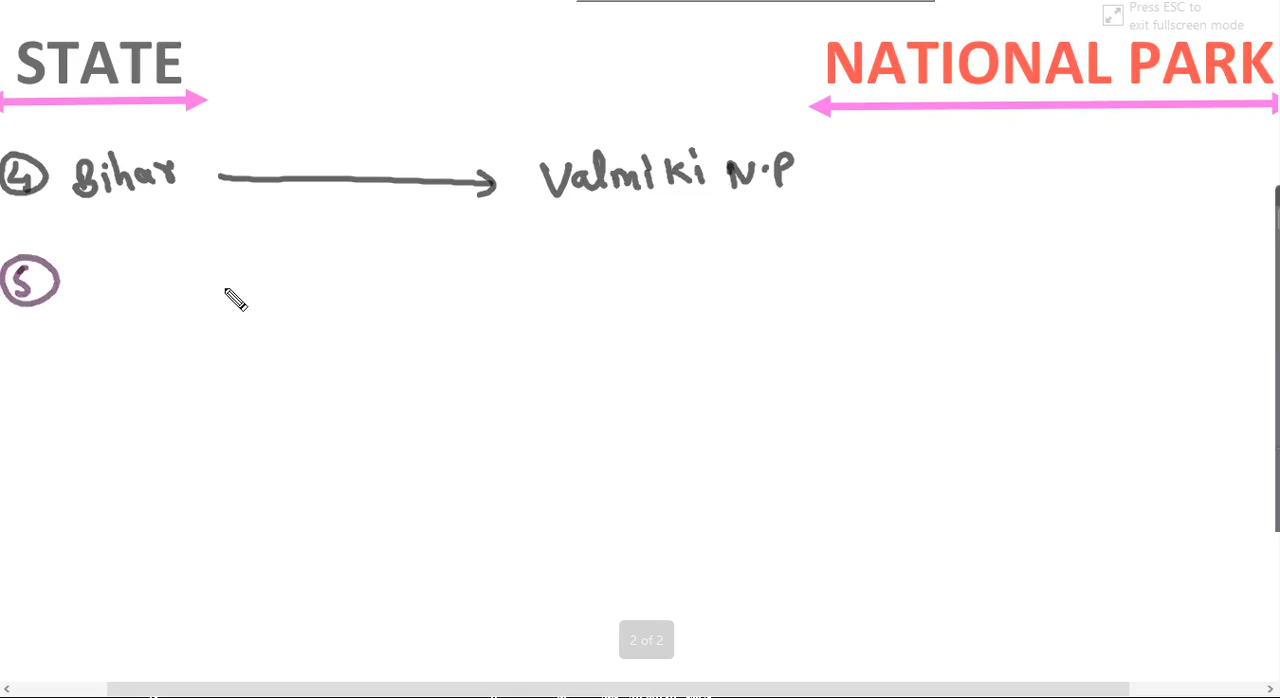 Press ESC to
exit fullscreen mode
STATE NATIONAL PARK
4 Bihar → Valmiki N.P
5
2 of 2